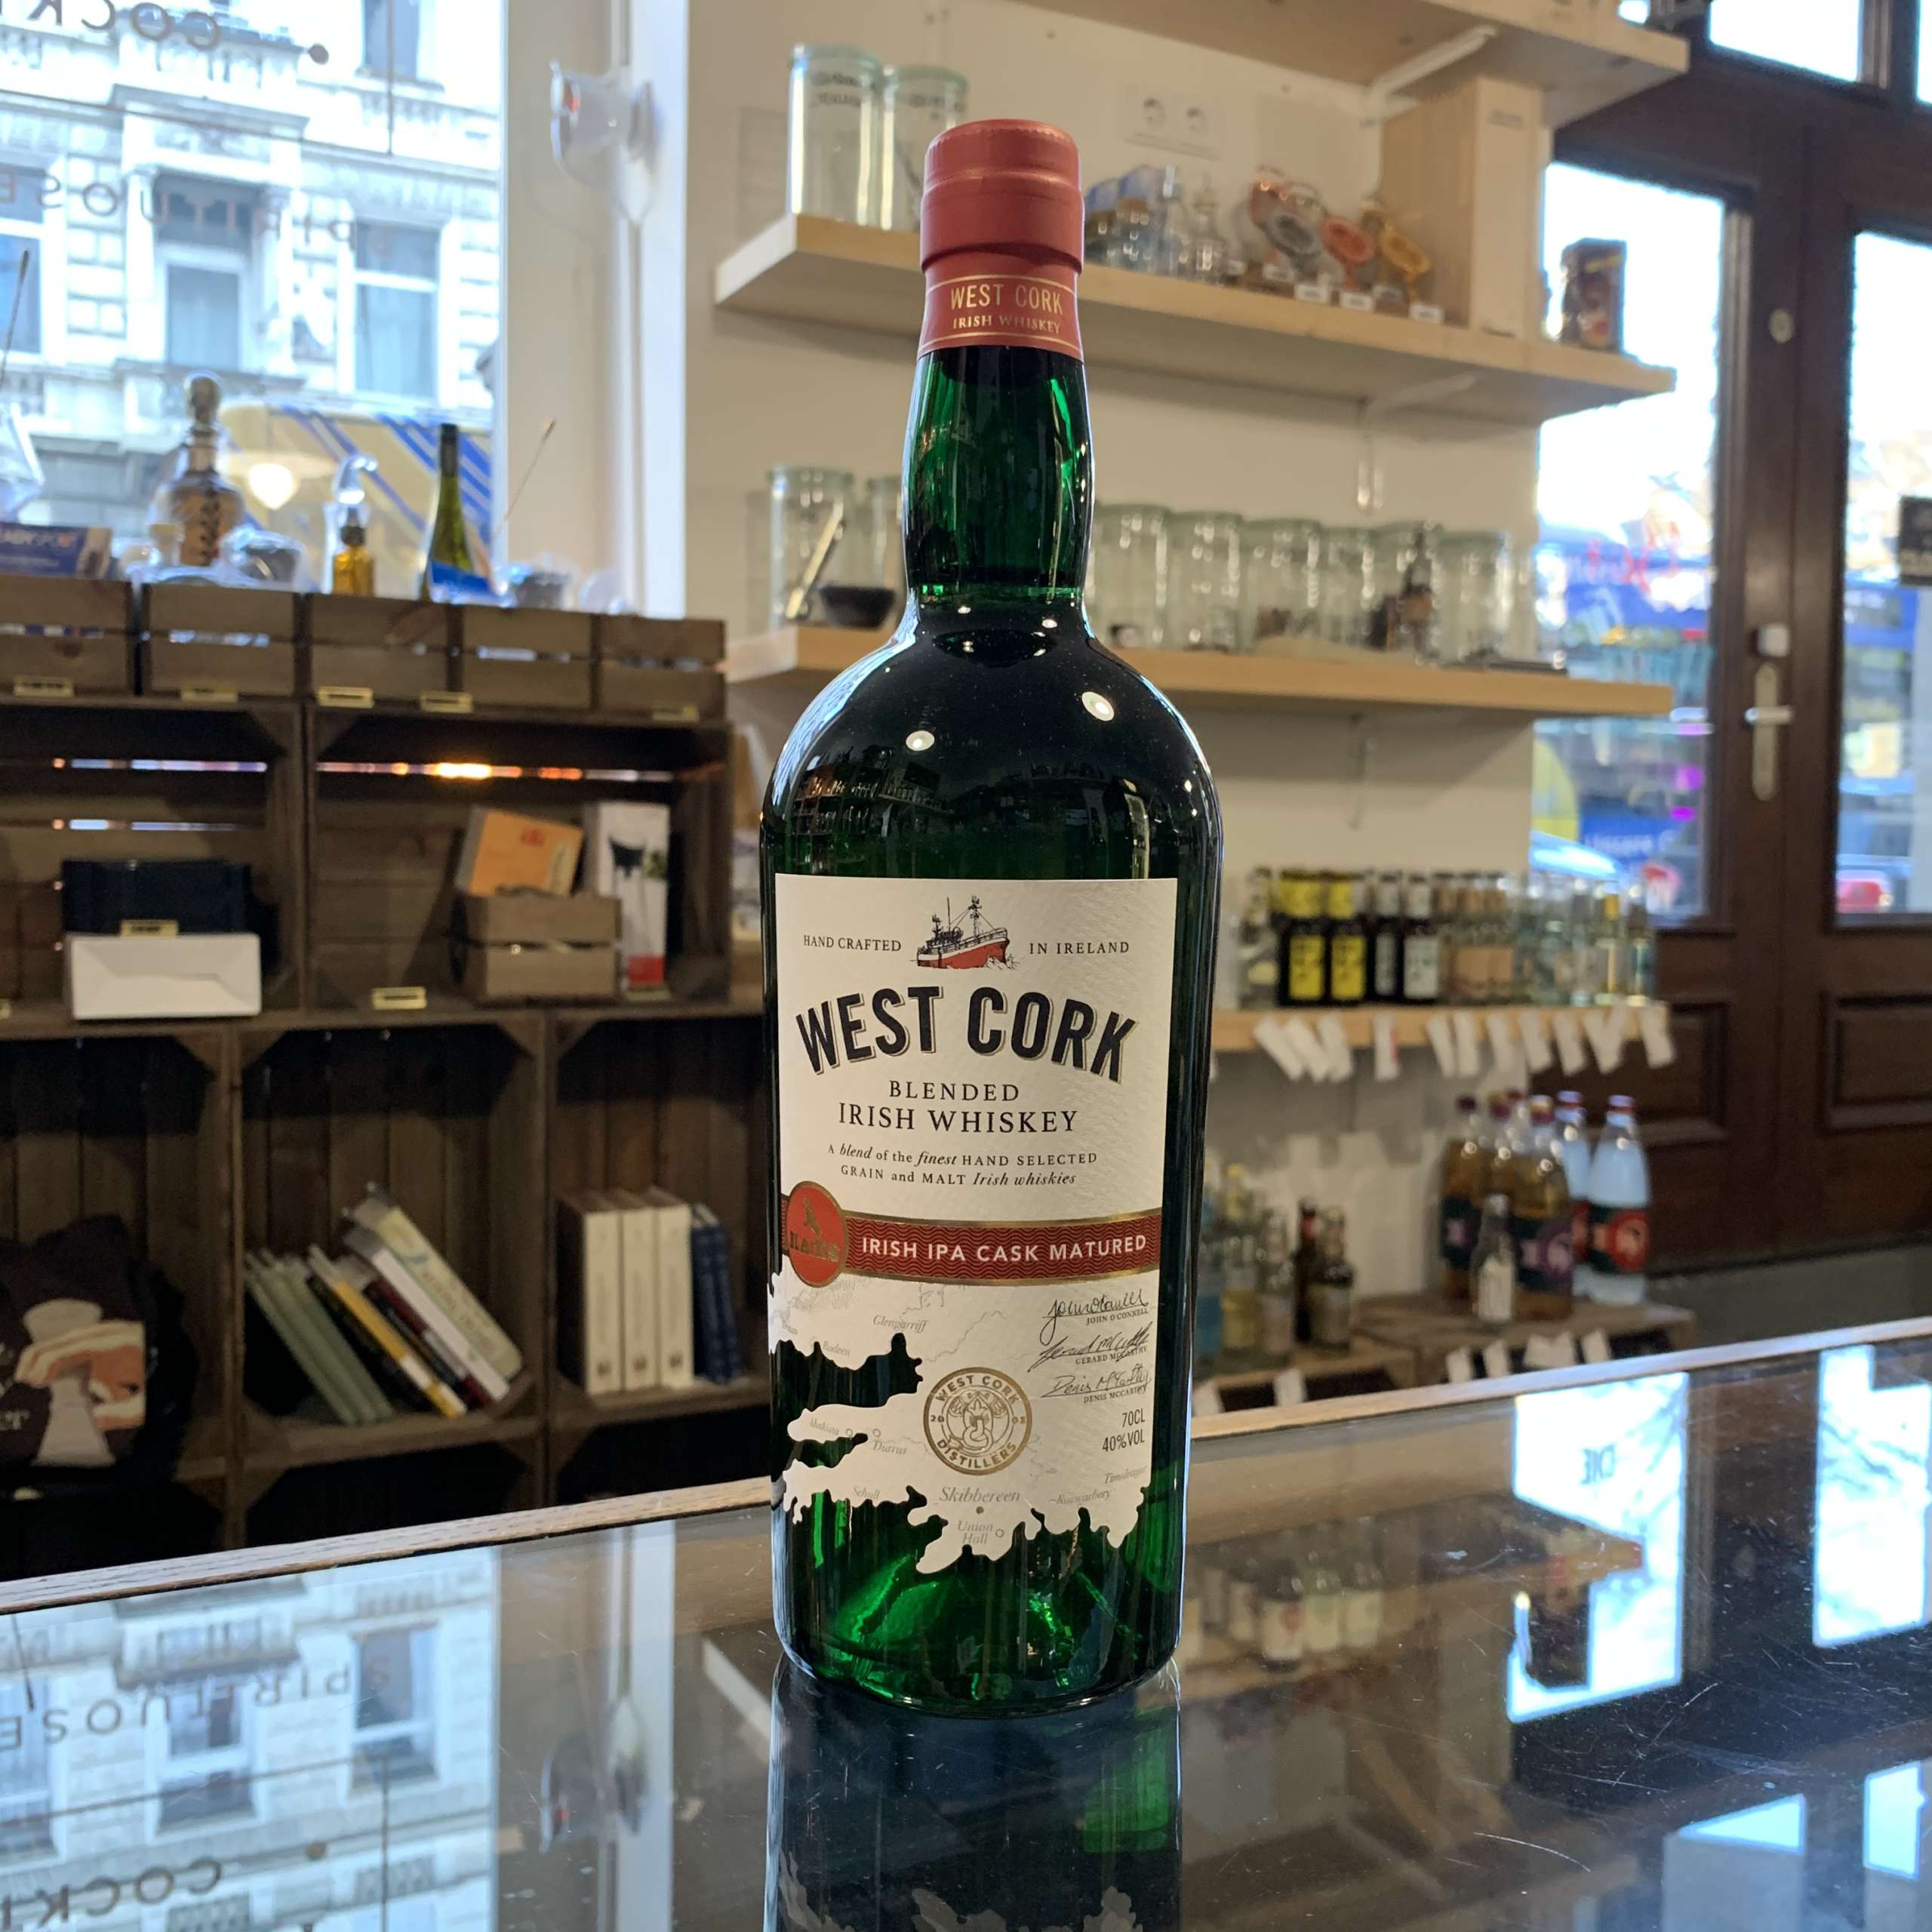 WEST CORK
IRISH WHISKEY
HAND CRAFTED IN IRELAND
WEST CORK
BLENDED
IRISH WHISKEY
A blend of the finest HAND SELECTED
GRAIN and MALT Irish whiskies
IRISH IPA CASK MATURED
Glengarriff
JOHN O'CONNELL
GERARD MCCARTHY
DENIS MCCARTHY
WEST CORK
2003
DISTILLERS
70CL
40%VOL
Durrus
Schull
Skibbereen
Rosscarbery
Union
Hall